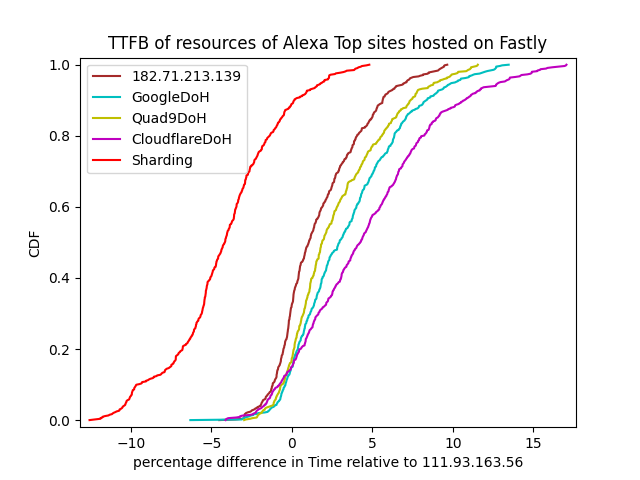 TTFB of resources of Alexa Top sites hosted on Fastly
182.71.213.139
GoogleDoH
Quad9DoH
CloudflareDoH
Sharding
CDF
1.0
0.8
0.6
0.4
0.2
0.0
−10 −5 0 5 10 15
percentage difference in Time relative to 111.93.163.56